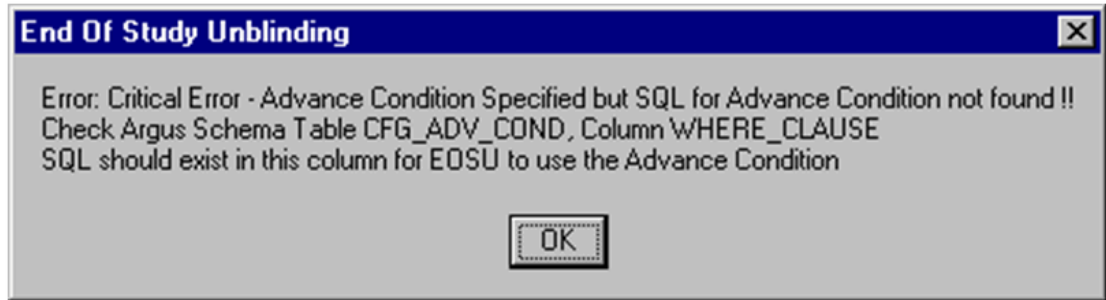 End Of Study Unblinding
Error: Critical Error - Advance Condition Specified but SQL for Advance Condition not found !!
Check Argus Schema Table CFG_ADV_COND, Column WHERE_CLAUSE
SQL should exist in this column for EOSU to use the Advance Condition
OK